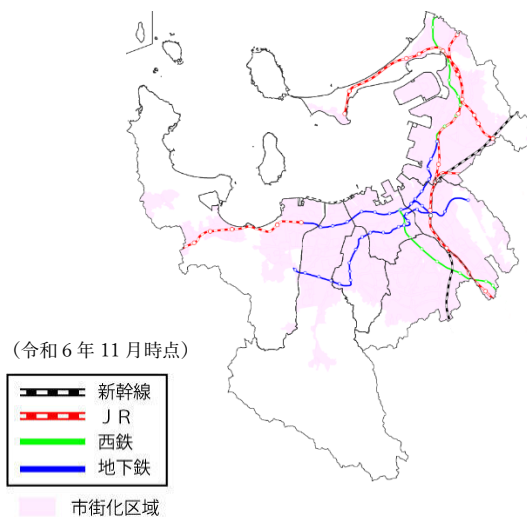 (令和６年 11 月時点)
新幹線
ＪＲ
西鉄
地下鉄
市街化区域